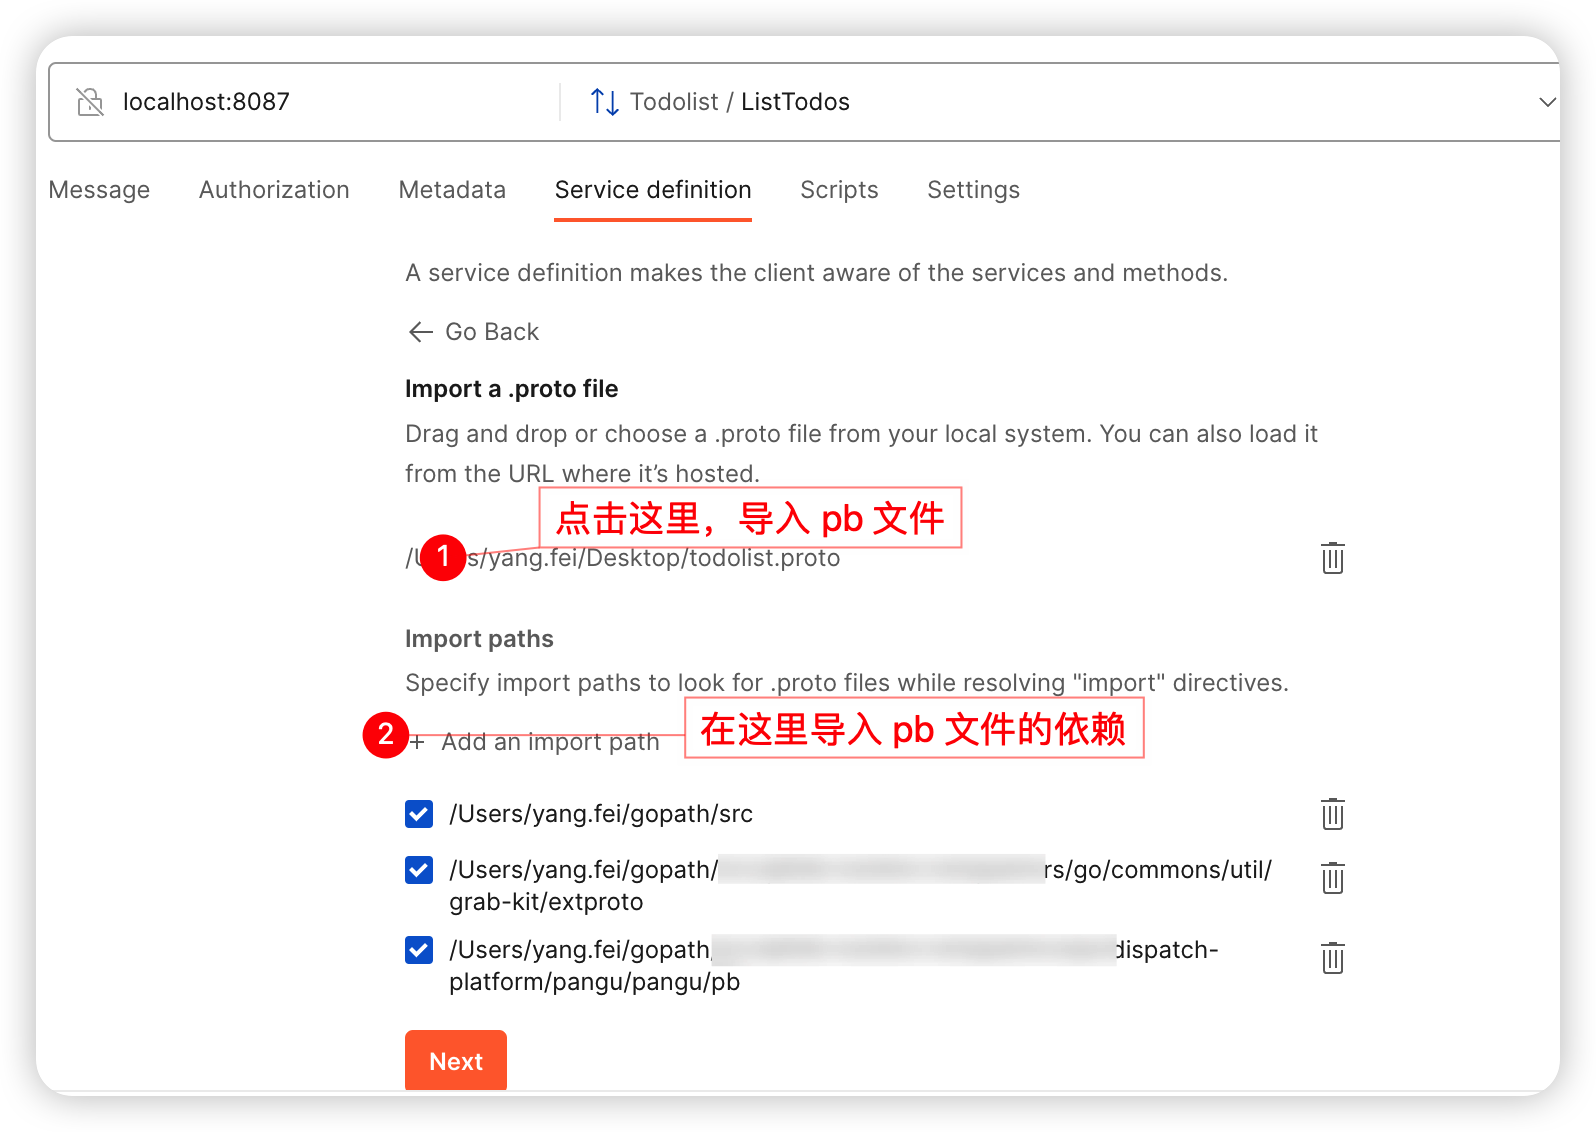 localhost:8087
Todolist / ListTodos
Message Authorization Metadata Service definition Scripts Settings
A service definition makes the client aware of the services and methods.
Go Back
Import a .proto file
Drag and drop or choose a .proto file from your local system. You can also load it
from the URL where it’s hosted.
点击这里，导入 pb 文件
1
s/yang.fei/Desktop/todolist.proto
Import paths
Specify import paths to look for .proto files while resolving "import" directives.
在这里导入 pb 文件的依赖
2
+ Add an import path
/Users/yang.fei/gopath/src
/Users/yang.fei/gopath/ rs/go/commons/util/
grab-kit/extproto
/Users/yang.fei/gopath dispatch-
platform/pangu/pangu/pb
Next